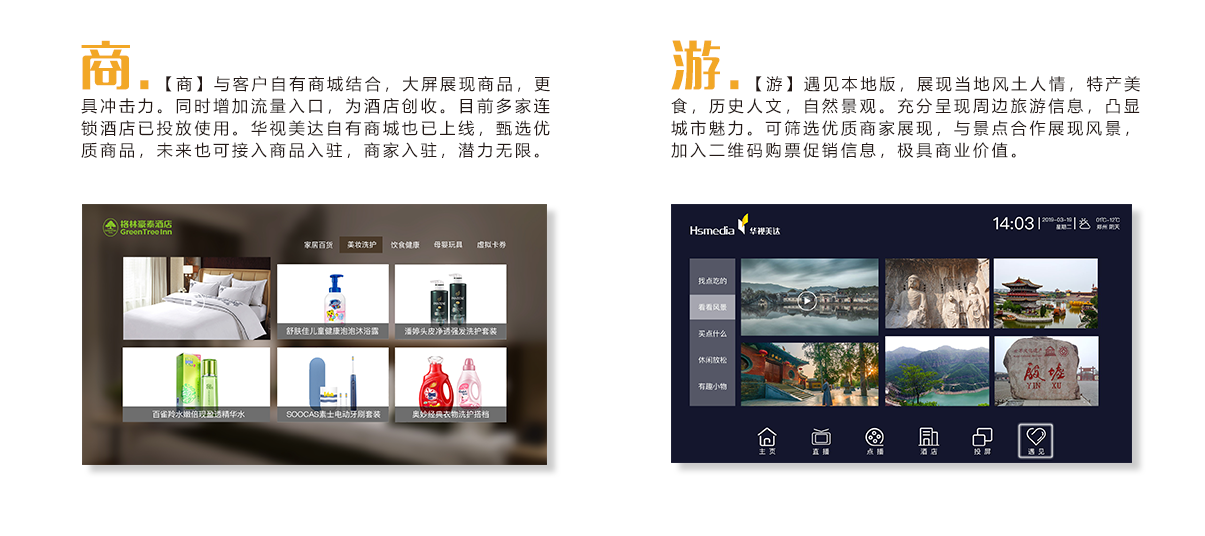 商.
【商】与客户自有商城结合，大屏展现商品，更
具冲击力。同时增加流量入口，为酒店创收。目前多家连
锁酒店已投放使用。华视美达自有商城也已上线，甄选优
质商品，未来也可接入商品入驻，商家入驻，潜力无限。
格林豪泰酒店
GreenTree Inn
家居百货 美妆洗护 饮食健康 母婴玩具 虚拟卡券
舒肤佳儿童健康泡泡沐浴露
潘婷头皮净透强发洗护套装
百雀羚水嫩倍现盈透精华水
SOOCAS素士电动牙刷套装
奥妙经典衣物洗护搭档
游.
【游】遇见本地版，展现当地风土人情，特产美
食，历史人文，自然景观。充分呈现周边旅游信息，凸显
城市魅力。可筛选优质商家展现，与景点合作展现风景，
加入二维码购票促销信息，极具商业价值。
Hsmedia 华视美达
14:03
2019-03-19
星期二
01℃-12℃
郑州 阴天
找点吃的
看看风景
买点什么
休闲放松
有趣小物
殷墟
YIN XU
主页 直播 点播 酒店 投屏 遇见